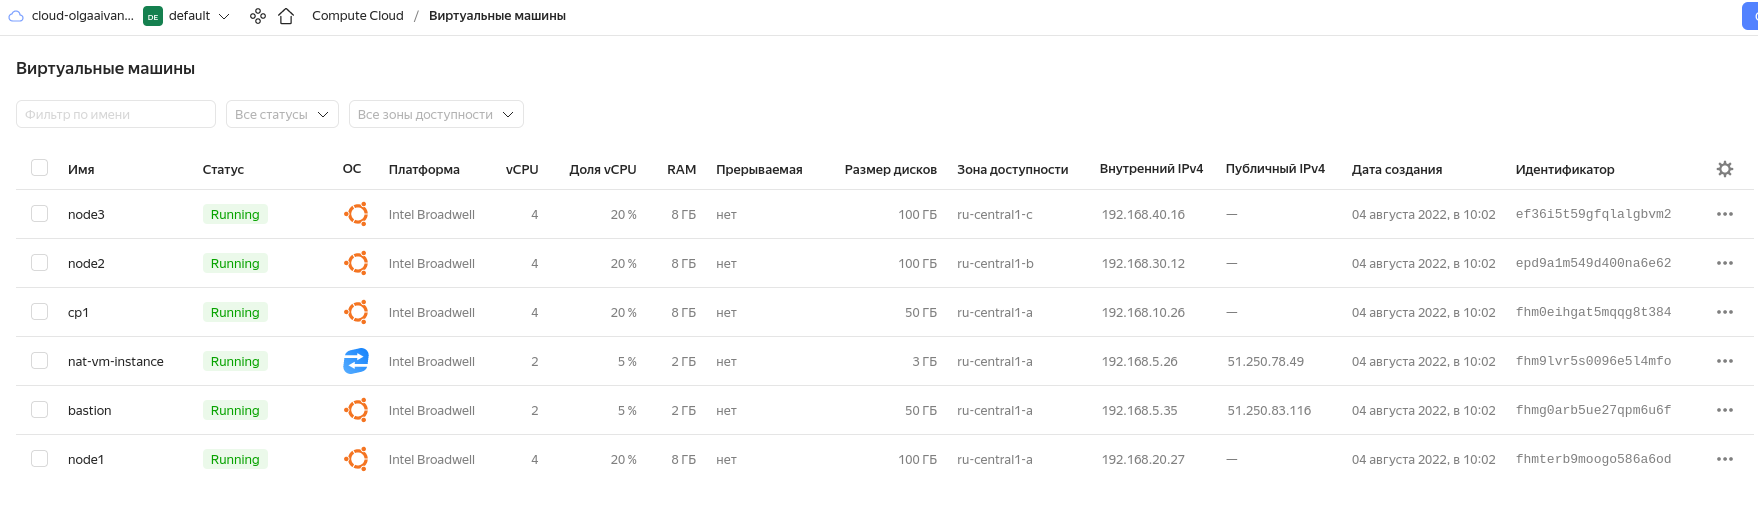 cloud-olgaaivan... DE default Compute Cloud / Виртуальные машины
Виртуальные машины
Фильтр по имени Все статусы Все зоны доступности
Имя Статус ОС Платформа vCPU Доля vCPU RAM Прерываемая Размер дисков Зона доступности Внутренний IPv4 Публичный IPv4 Дата создания Идентификатор
node3 Running Intel Broadwell 4 20 % 8 ГБ нет 100 ГБ ru-central1-c 192.168.40.16 — 04 августа 2022, в 10:02 ef36i5t59gfqlalgbvm2
node2 Running Intel Broadwell 4 20 % 8 ГБ нет 100 ГБ ru-central1-b 192.168.30.12 — 04 августа 2022, в 10:02 epd9a1m549d400na6e62
cp1 Running Intel Broadwell 4 20 % 8 ГБ нет 50 ГБ ru-central1-a 192.168.10.26 — 04 августа 2022, в 10:02 fhm0eihgat5mqqg8t384
nat-vm-instance Running Intel Broadwell 2 5 % 2 ГБ нет 3 ГБ ru-central1-a 192.168.5.26 51.250.78.49 04 августа 2022, в 10:02 fhm9lvr5s0096e5l4mfo
bastion Running Intel Broadwell 2 5 % 2 ГБ нет 50 ГБ ru-central1-a 192.168.5.35 51.250.83.116 04 августа 2022, в 10:02 fhmg0arb5ue27qpm6u6f
node1 Running Intel Broadwell 4 20 % 8 ГБ нет 100 ГБ ru-central1-a 192.168.20.27 — 04 августа 2022, в 10:02 fhmterb9moogo586a6od